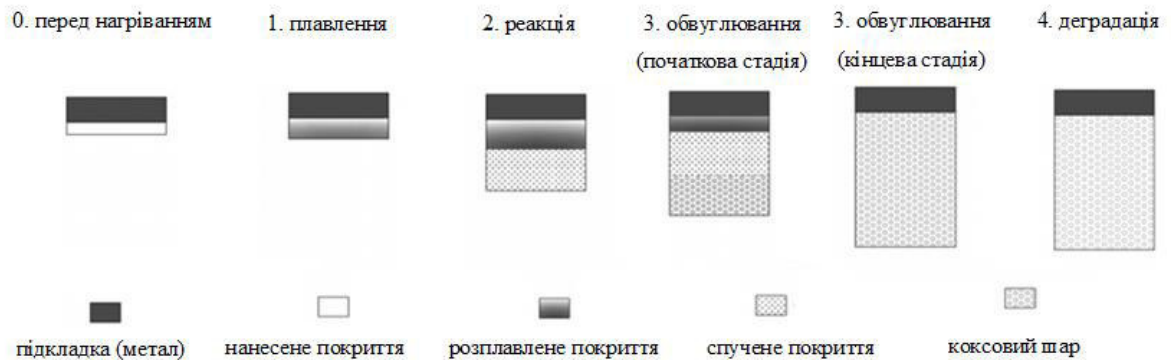 0. перед нагріванням
1. плавлення
2. реакція
3. обвуглювання
(початкова стадія)
3. обвуглювання
(кінцева стадія)
4. деградація
підкладка (метал)
нанесене покриття
розплавлене покриття
спучене покриття
коксовий шар